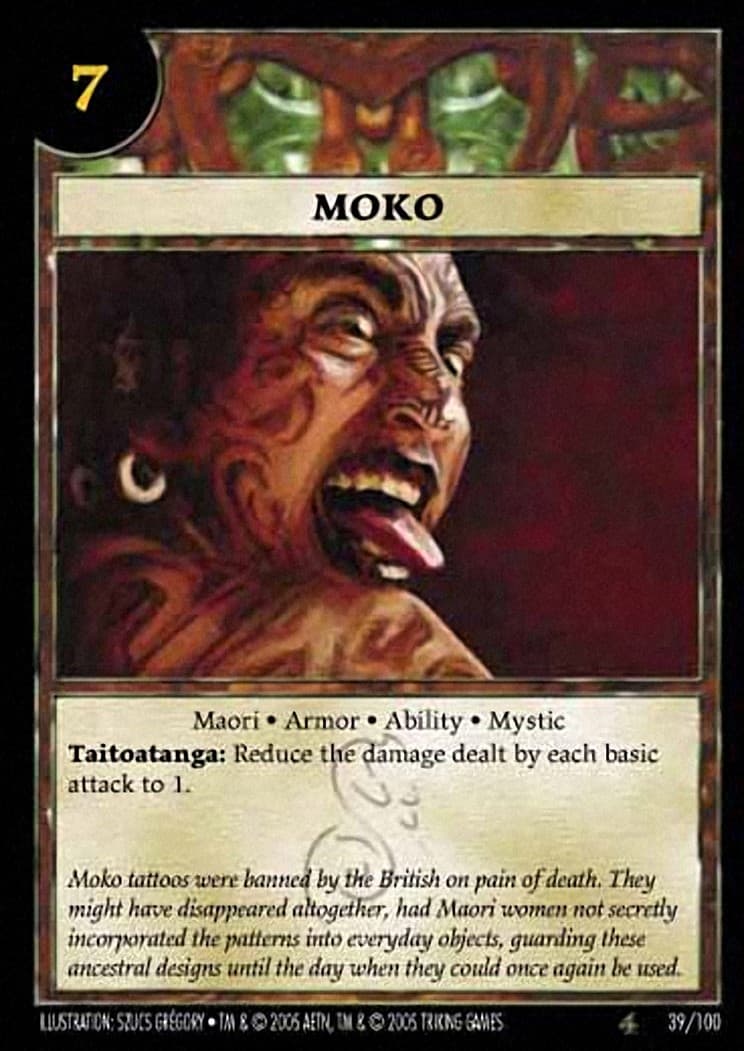 7
MOKO
Maori • Armor • Ability • Mystic
Taitoatanga: Reduce the damage dealt by each basic
attack to 1.
Moko tattoos were banned by the British on pain of death. They
might have disappeared altogether, had Maori women not secretly
incorporated the patterns into everyday objects, guarding these
ancestral designs until the day when they could once again be used.
ILLUSTRATION: SZUCS GRÉGORY • TM & © 2005 AETN, TM & © 2005 TRIKING GAMES
4 39/100